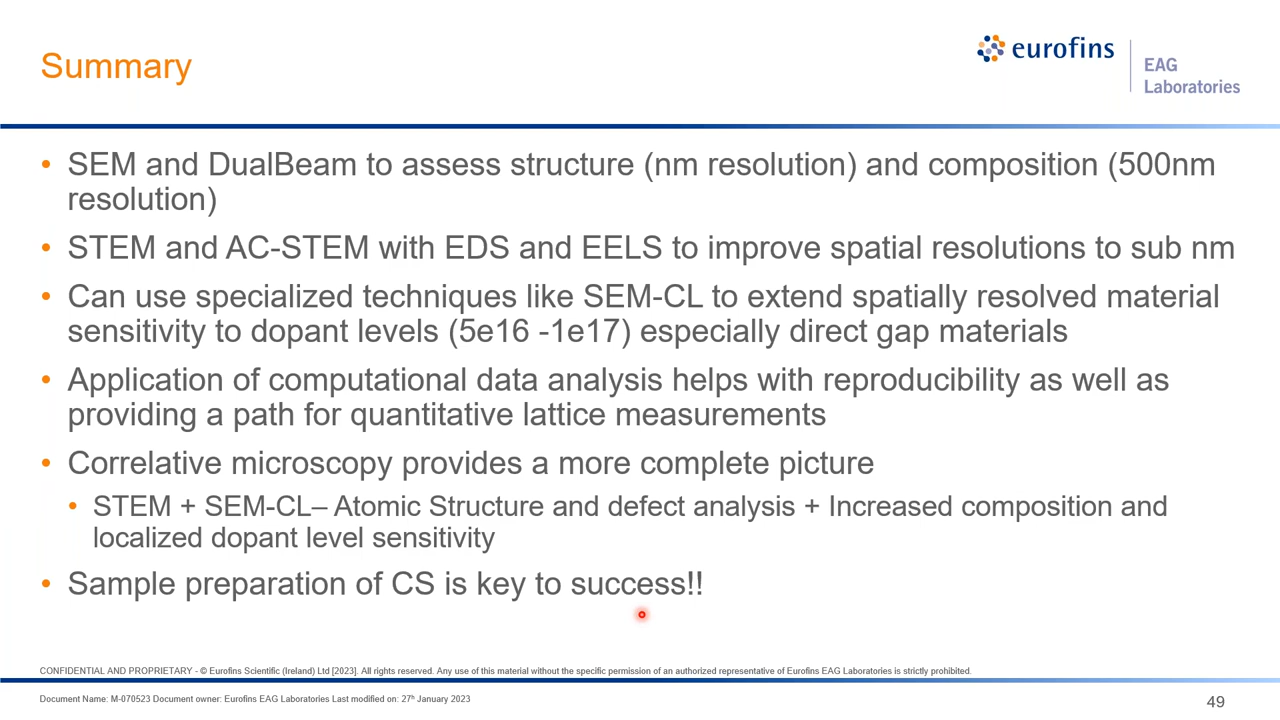 Summary
eurofins
EAG
Laboratories
• SEM and DualBeam to assess structure (nm resolution) and composition (500nm
resolution)
• STEM and AC-STEM with EDS and EELS to improve spatial resolutions to sub nm
• Can use specialized techniques like SEM-CL to extend spatially resolved material
sensitivity to dopant levels (5e16 -1e17) especially direct gap materials
• Application of computational data analysis helps with reproducibility as well as
providing a path for quantitative lattice measurements
• Correlative microscopy provides a more complete picture
• STEM + SEM-CL– Atomic Structure and defect analysis + Increased composition and
localized dopant level sensitivity
• Sample preparation of CS is key to success!!
CONFIDENTIAL AND PROPRIETARY - © Eurofins Scientific (Ireland) Ltd [2023]. All rights reserved. Any use of this material without the specific permission of an authorized representative of Eurofins EAG Laboratories is strictly prohibited.
Document Name: M-070523 Document owner: Eurofins EAG Laboratories Last modified on: 27th January 2023
49